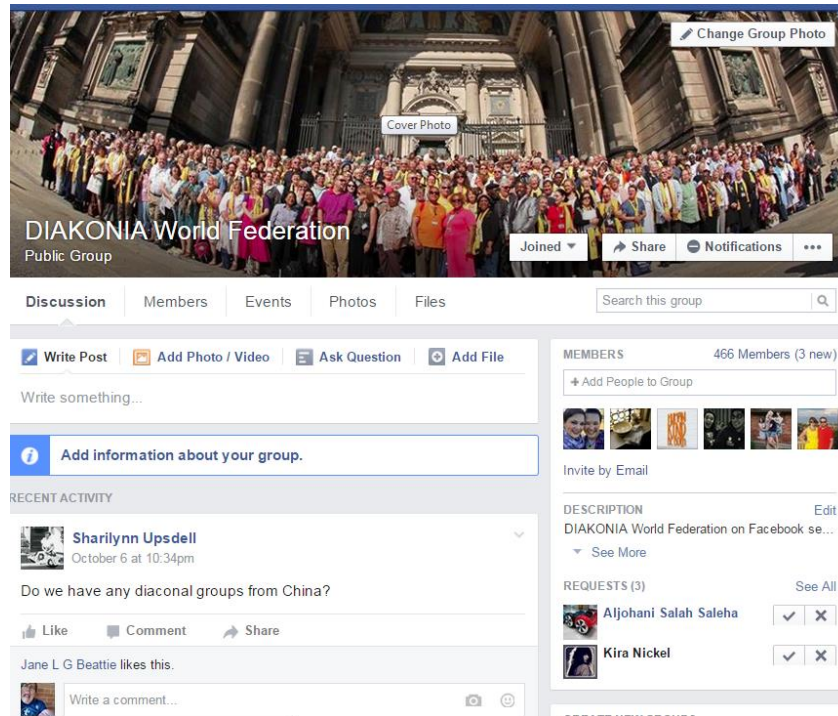 Change Group Photo
Cover Photo
DIAKONIA World Federation
Public Group
Joined
Share
Notifications
Discussion
Members
Events
Photos
Files
Search this group
Write Post
Add Photo / Video
Ask Question
Add File
Write something...
Add information about your group.
RECENT ACTIVITY
Sharilynn Upsdell
October 6 at 10:34pm
Do we have any diaconal groups from China?
Like
Comment
Share
Jane L G Beattie likes this.
Write a comment...
MEMBERS
466 Members (3 new)
+ Add People to Group
Invite by Email
DESCRIPTION
Edit
DIAKONIA World Federation on Facebook se...
See More
REQUESTS (3)
See All
Aljohani Salah Saleha
Kira Nickel
CREATE NEW GROUPS